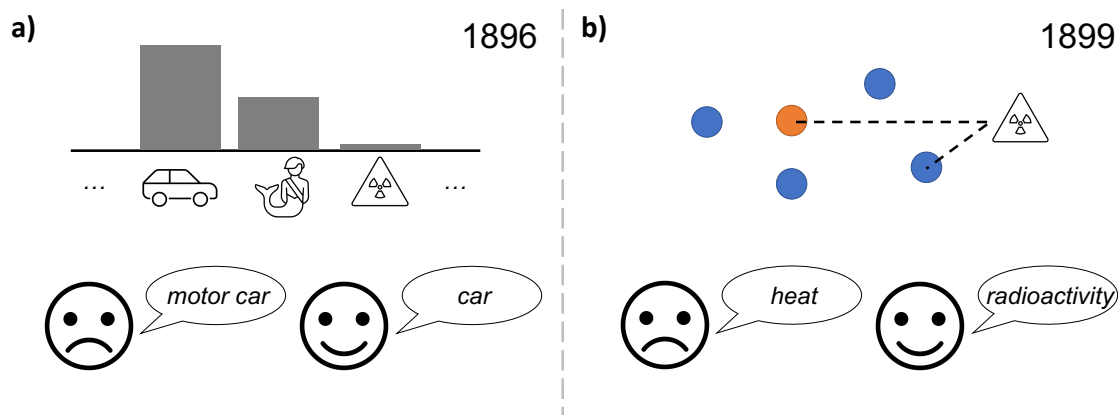 a)
1896
...
...
motor car
car
b)
1899
heat
radioactivity